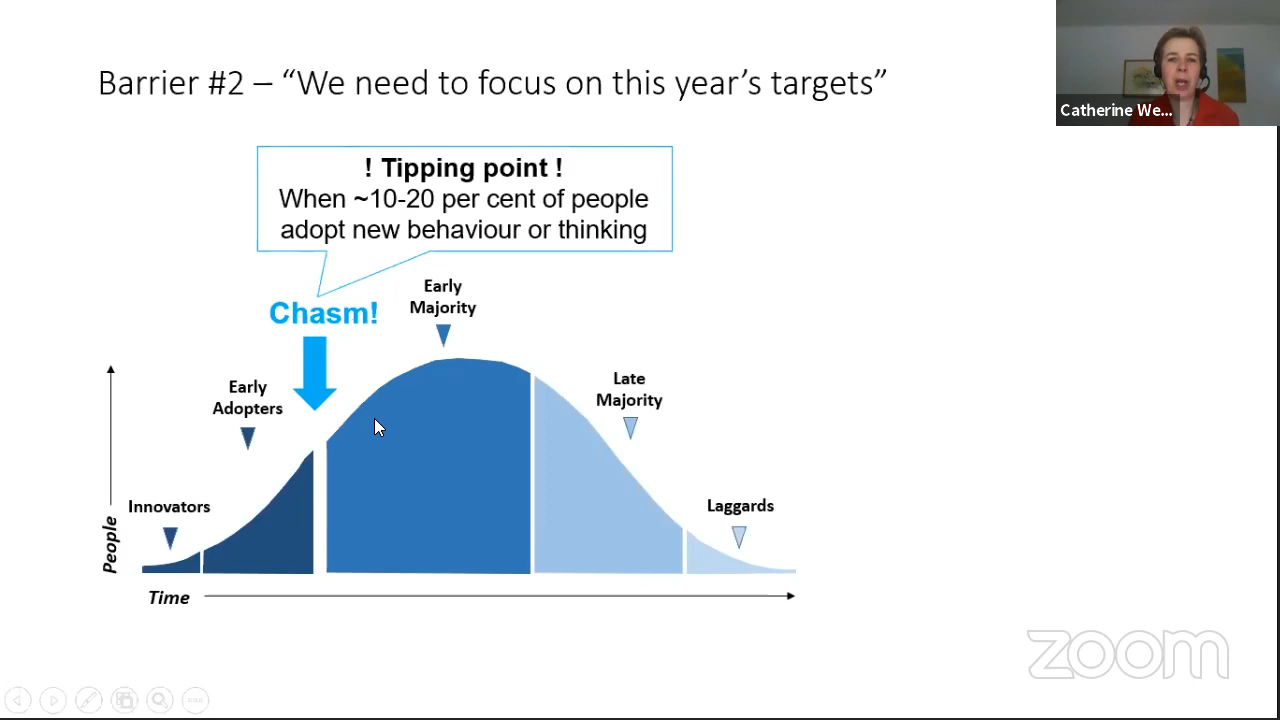 Barrier #2 – “We need to focus on this year’s targets”
Catherine We...
! Tipping point !
When ~10-20 per cent of people
adopt new behaviour or thinking
Chasm!
Early
Majority
Early
Adopters
Late
Majority
Innovators
Laggards
People
Time
zoom